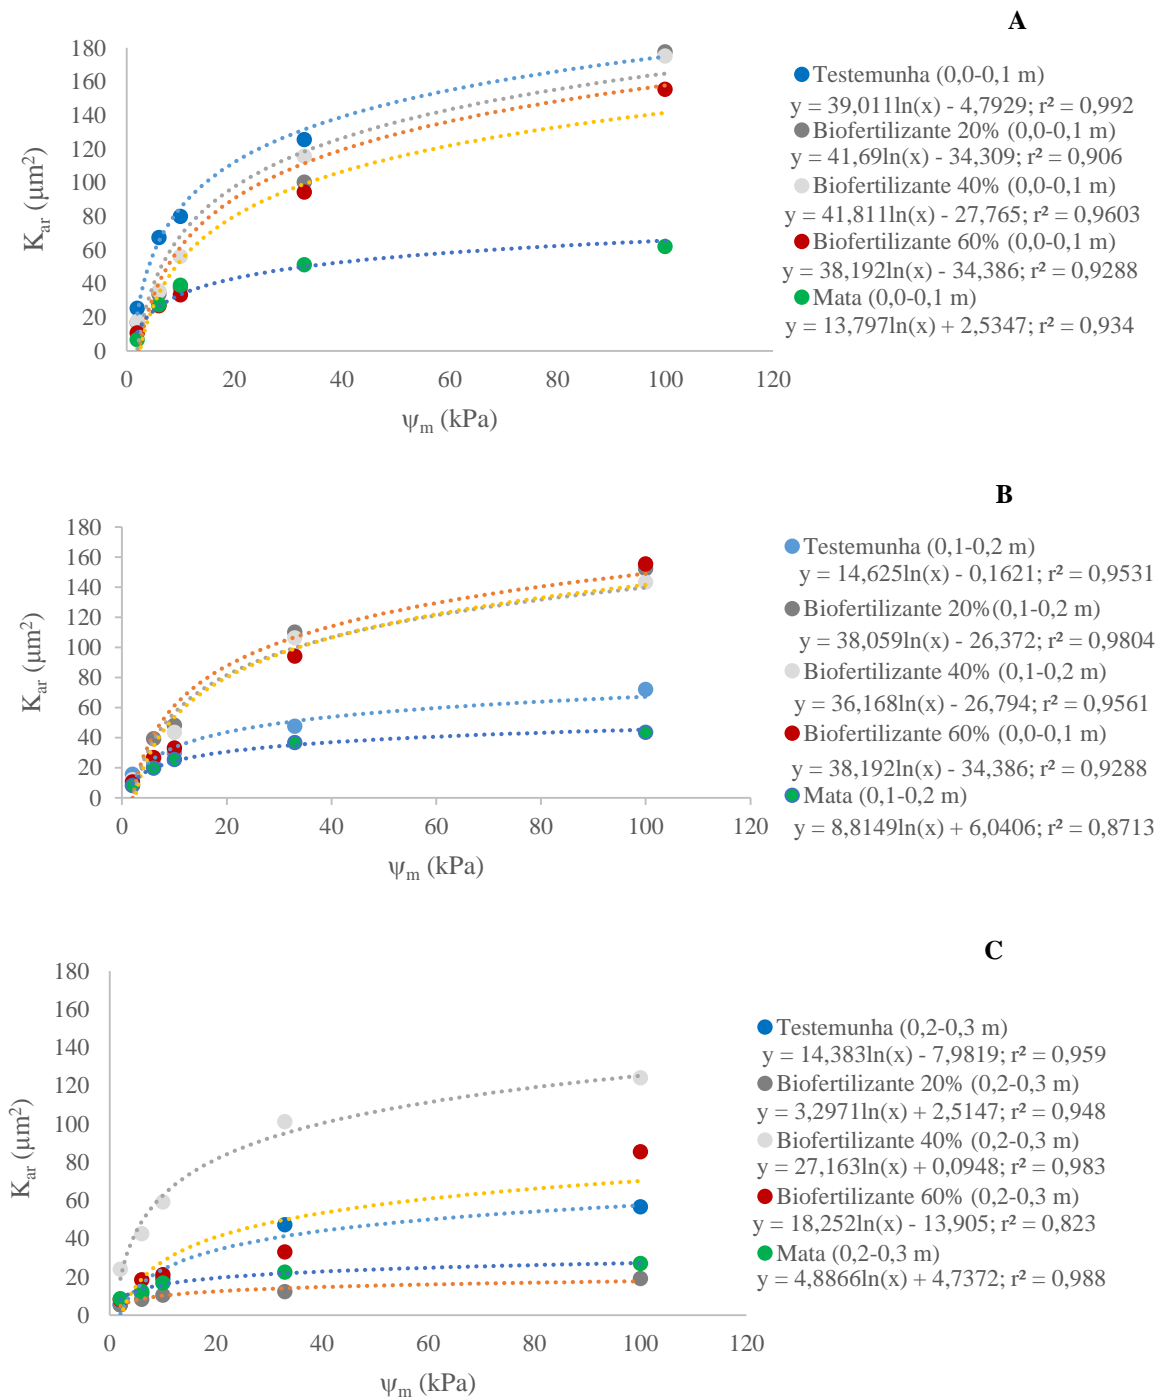 A
180
160
140
120
100
80
60
40
20
0
0 20 40 60 80 100 120
K_ar (µm²)
ψ_m (kPa)
Testemunha (0,0-0,1 m)
y = 39,011ln(x) - 4,7929; r² = 0,992
Biofertilizante 20% (0,0-0,1 m)
y = 41,69ln(x) - 34,309; r² = 0,906
Biofertilizante 40% (0,0-0,1 m)
y = 41,811ln(x) - 27,765; r² = 0,9603
Biofertilizante 60% (0,0-0,1 m)
y = 38,192ln(x) - 34,386; r² = 0,9288
Mata (0,0-0,1 m)
y = 13,797ln(x) + 2,5347; r² = 0,934
B
180
160
140
120
100
80
60
40
20
0
0 20 40 60 80 100 120
K_ar (µm²)
ψ_m (kPa)
Testemunha (0,1-0,2 m)
y = 14,625ln(x) - 0,1621; r² = 0,9531
Biofertilizante 20%(0,1-0,2 m)
y = 38,059ln(x) - 26,372; r² = 0,9804
Biofertilizante 40% (0,1-0,2 m)
y = 36,168ln(x) - 26,794; r² = 0,9561
Biofertilizante 60% (0,0-0,1 m)
y = 38,192ln(x) - 34,386; r² = 0,9288
Mata (0,1-0,2 m)
y = 8,8149ln(x) + 6,0406; r² = 0,8713
C
180
160
140
120
100
80
60
40
20
0
0 20 40 60 80 100 120
K_ar (µm²)
ψ_m (kPa)
Testemunha (0,2-0,3 m)
y = 14,383ln(x) - 7,9819; r² = 0,959
Biofertilizante 20% (0,2-0,3 m)
y = 3,2971ln(x) + 2,5147; r² = 0,948
Biofertilizante 40% (0,2-0,3 m)
y = 27,163ln(x) + 0,0948; r² = 0,983
Biofertilizante 60% (0,2-0,3 m)
y = 18,252ln(x) - 13,905; r² = 0,823
Mata (0,2-0,3 m)
y = 4,8866ln(x) + 4,7372; r² = 0,988